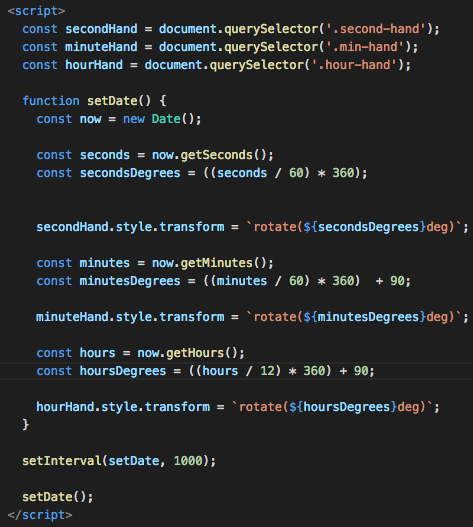 <script>
const secondHand = document.querySelector('.second-hand');
const minuteHand = document.querySelector('.min-hand');
const hourHand = document.querySelector('.hour-hand');
function setDate() {
const now = new Date();
const seconds = now.getSeconds();
const secondsDegrees = ((seconds / 60) * 360);
secondHand.style.transform = `rotate(${secondsDegrees}deg)`;
const minutes = now.getMinutes();
const minutesDegrees = ((minutes / 60) * 360)  + 90;
minuteHand.style.transform = `rotate(${minutesDegrees}deg)`;
const hours = now.getHours();
const hoursDegrees = ((hours / 12) * 360) + 90;
hourHand.style.transform = `rotate(${hoursDegrees}deg)`;
}
setInterval(setDate, 1000);
setDate();
</script>